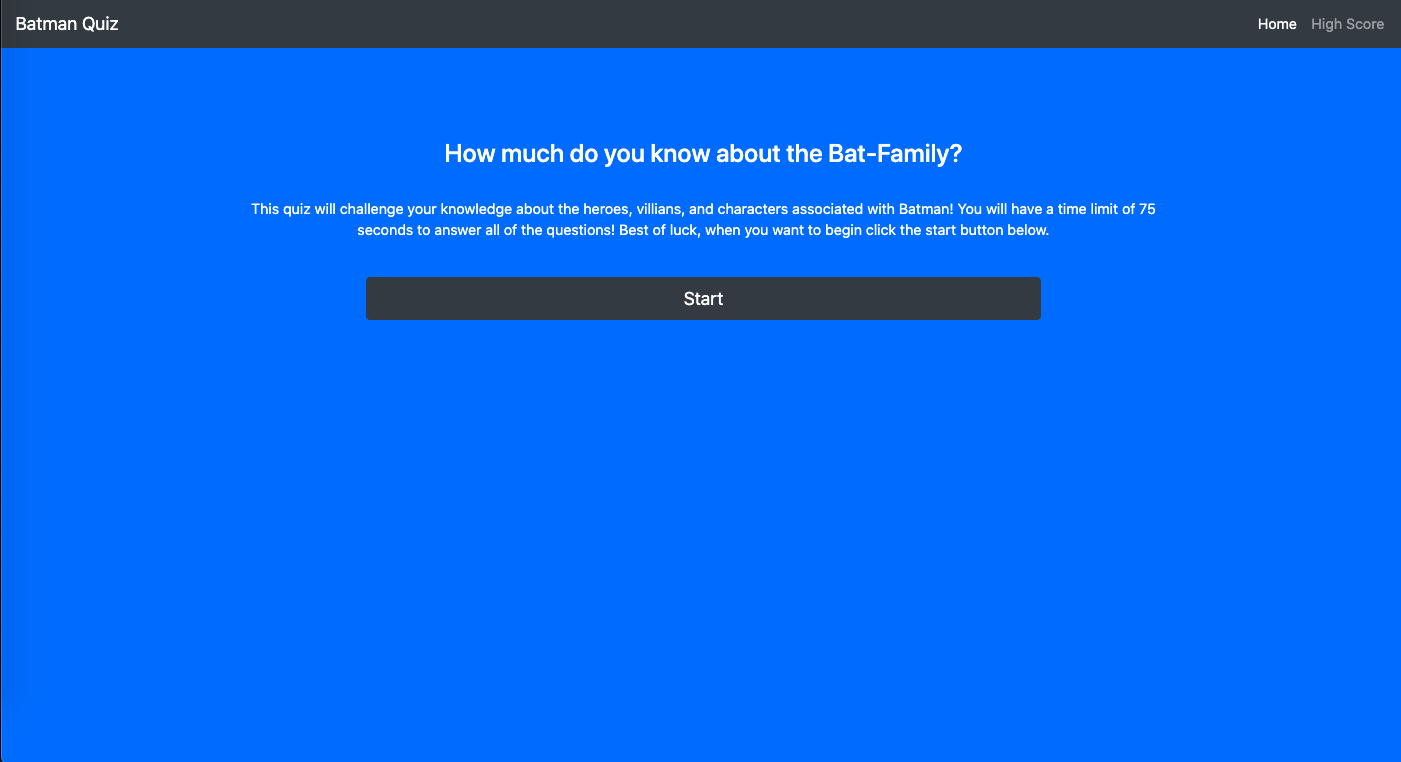 Batman Quiz
Home High Score
How much do you know about the Bat-Family?
This quiz will challenge your knowledge about the heroes, villians, and characters associated with Batman! You will have a time limit of 75
seconds to answer all of the questions! Best of luck, when you want to begin click the start button below.
Start